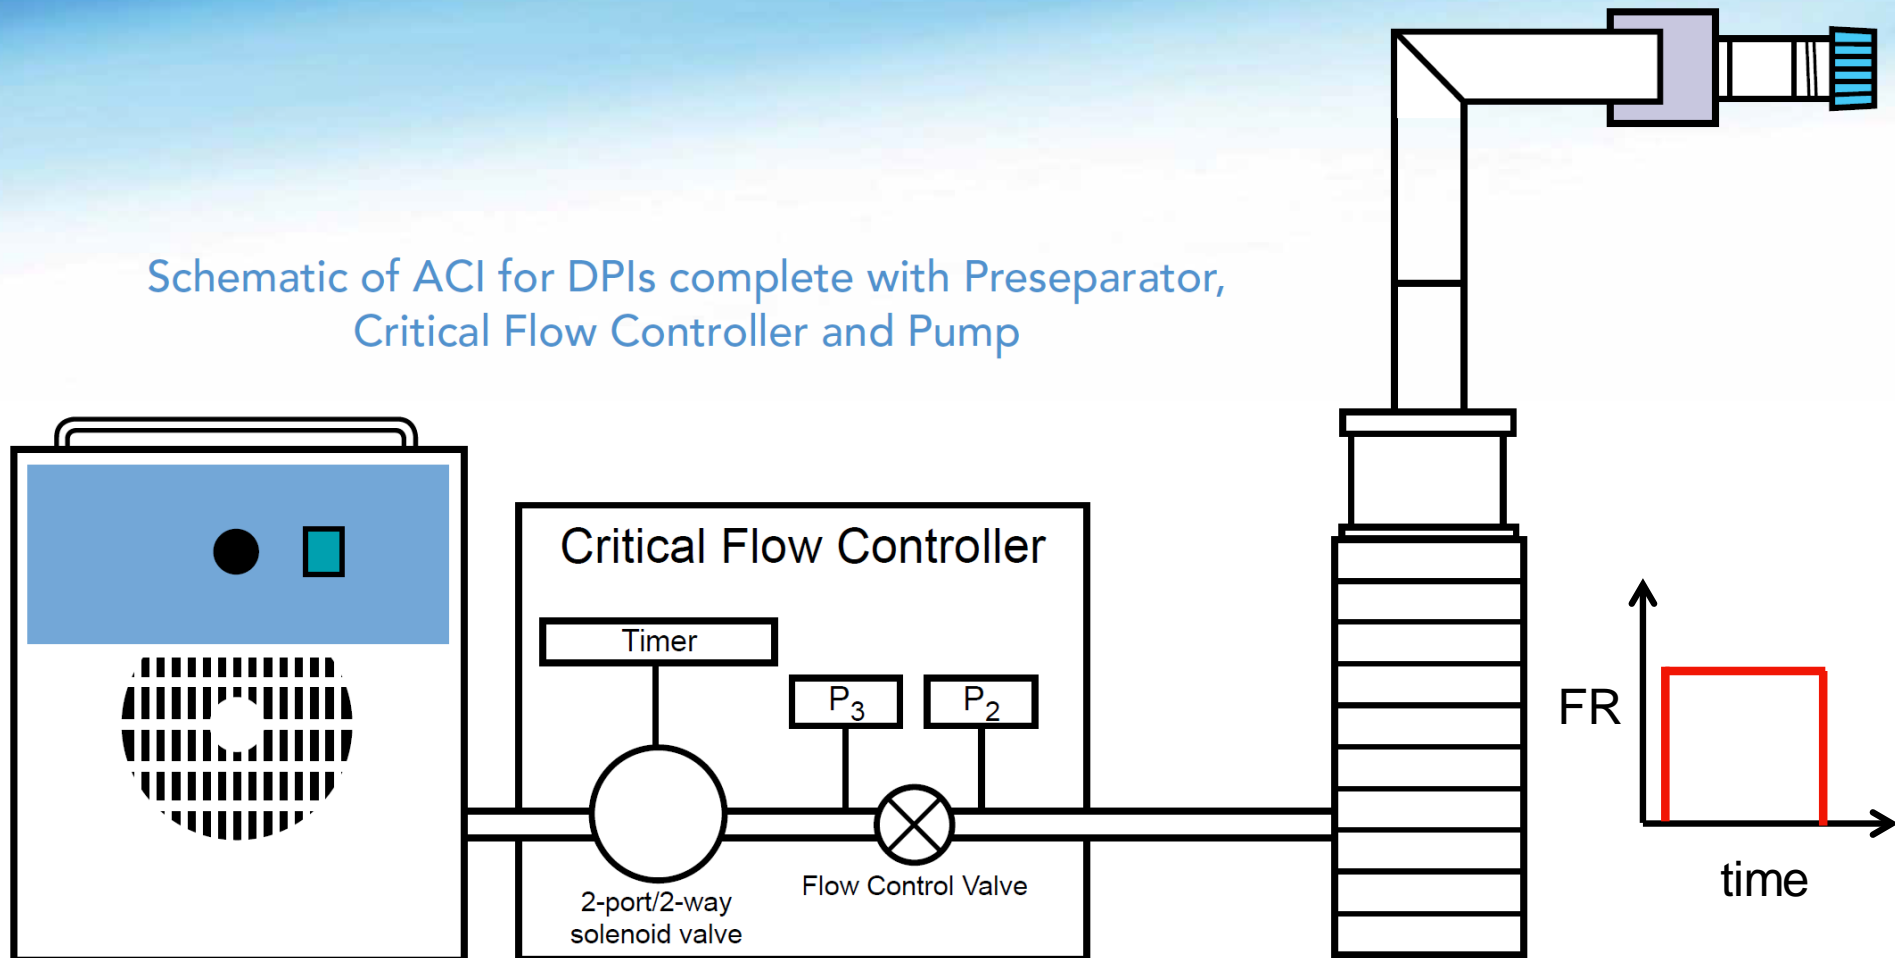 Schematic of ACI for DPIs complete with Preseparator,
Critical Flow Controller and Pump
Critical Flow Controller
Timer
P3
P2
Flow Control Valve
2-port/2-way
solenoid valve
FR
time